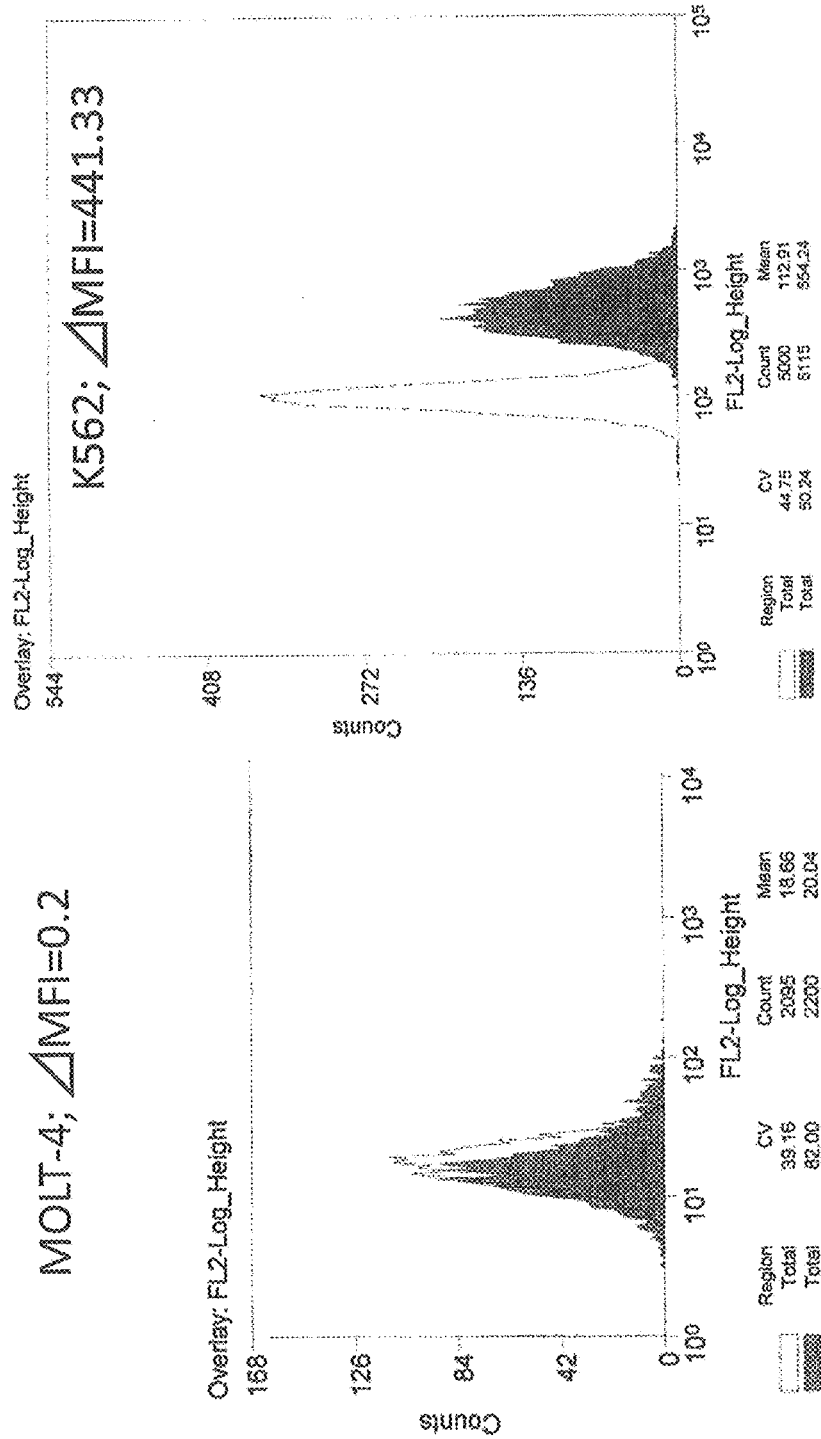 MOLT-4; ⊿MFI=0.2
Overlay: FL2-Log_Height
168
126
84
42
0
Counts
10⁰
10¹
10²
10³
10⁴
FL2-Log_Height
Region CV Count Mean
Total 39.16 2095 18.66
Total 82.00 2200 20.04
K562; ⊿MFI=441.33
Overlay: FL2-Log_Height
544
408
272
136
0
Counts
10⁰
10¹
10²
10³
10⁴
10⁵
FL2-Log_Height
Region CV Count Mean
Total 44.75 5000 112.91
Total 50.24 5115 554.24